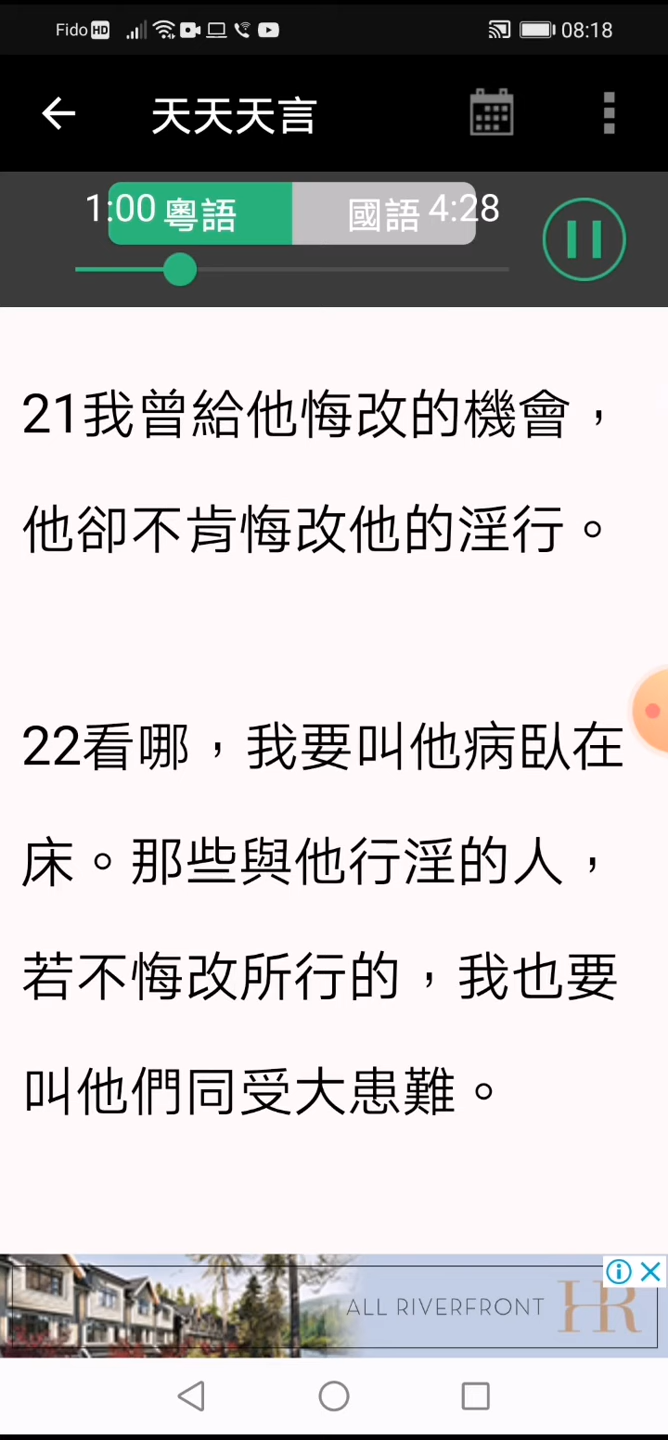 Fido HD 08:18
天天天言
1:00 粵語 國語 4:28
21我曾給他悔改的機會，
他卻不肯悔改他的淫行。
22看哪，我要叫他病臥在
床。那些與他行淫的人，
若不悔改所行的，我也要
叫他們同受大患難。
ALL RIVERFRONT HR